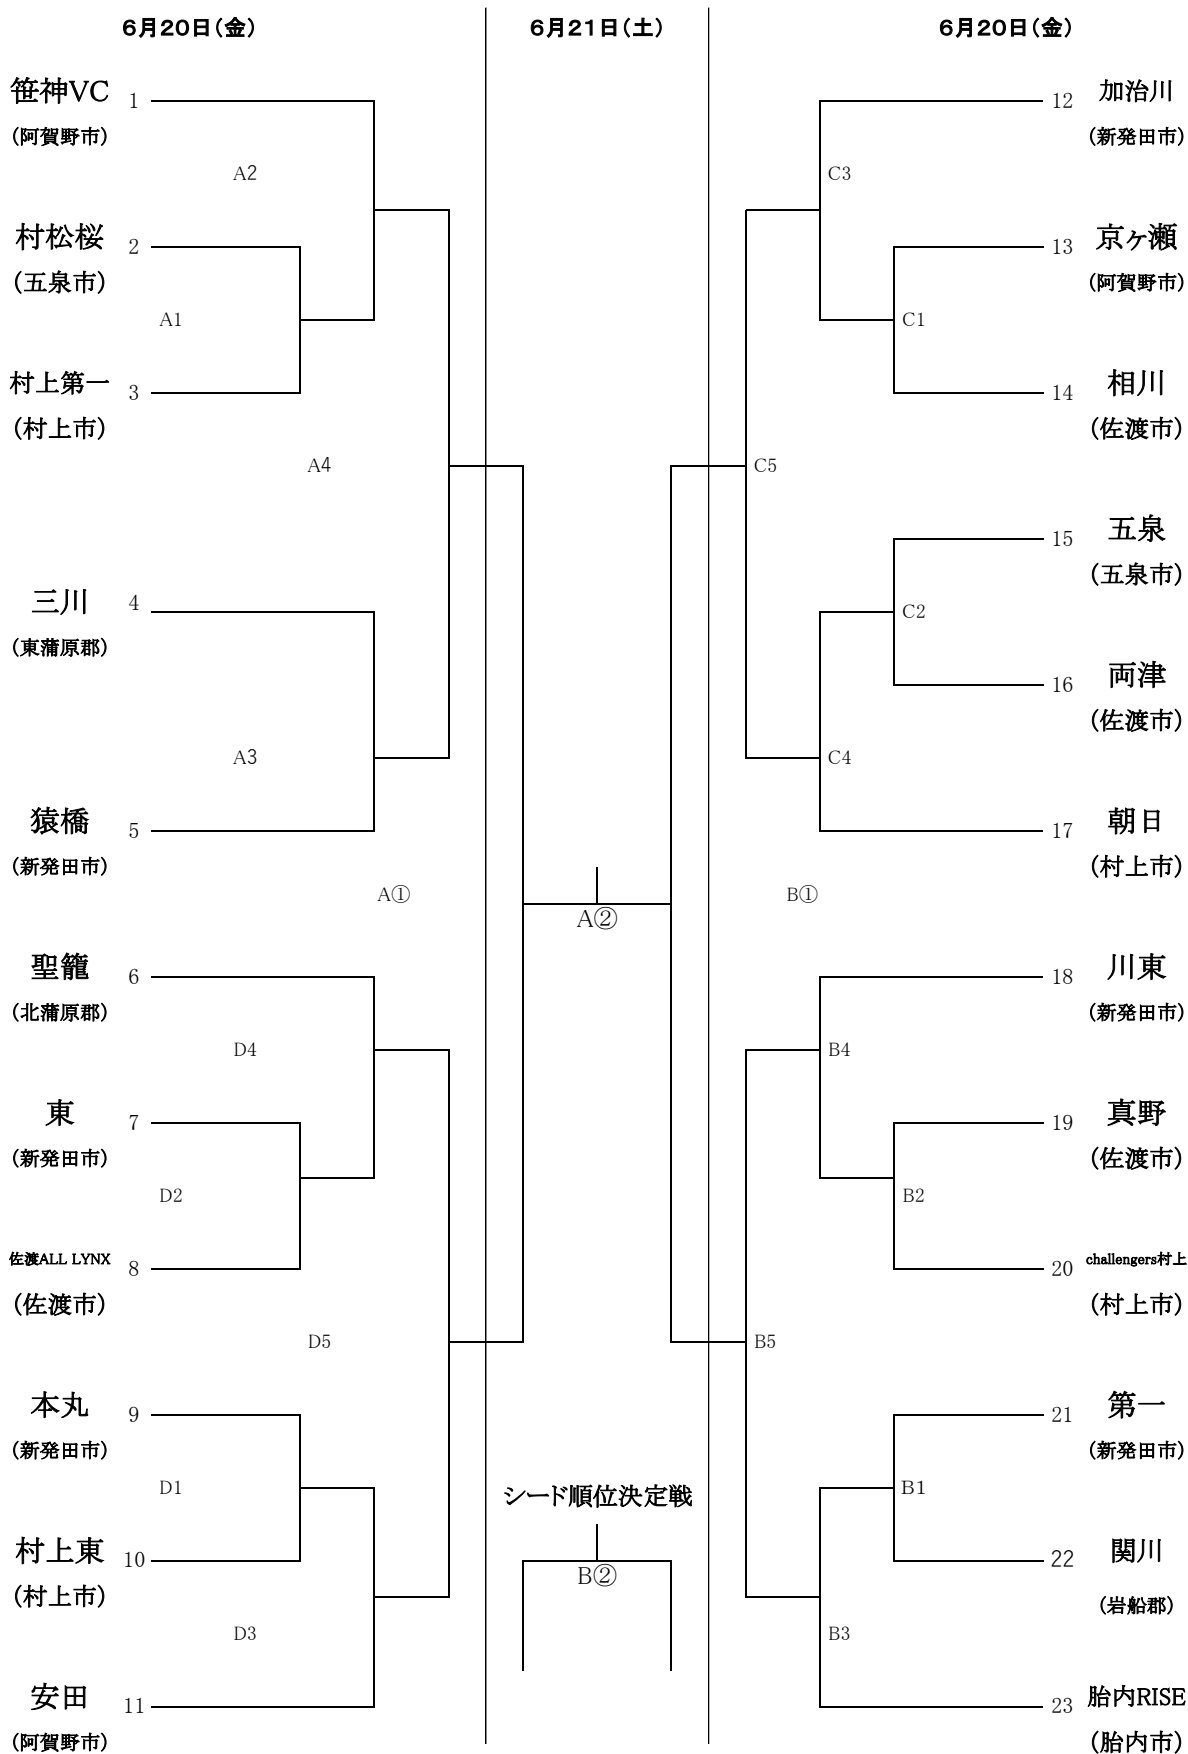 6月20日(金)
6月21日(土)
6月20日(金)
笹神VC 1
(阿賀野市)
A2
村松桜 2
(五泉市)
A1
村上第一 3
(村上市)
A4
三川 4
(東蒲原郡)
A3
猿橋 5
(新発田市)
A①
聖籠 6
(北蒲原郡)
D4
東 7
(新発田市)
D2
佐渡ALL LYNX 8
(佐渡市)
D5
本丸 9
(新発田市)
D1
村上東 10
(村上市)
D3
安田 11
(阿賀野市)
A②
シード順位決定戦
B②
12 加治川
(新発田市)
C3
13 京ヶ瀬
(阿賀野市)
C1
14 相川
(佐渡市)
C5
15 五泉
(五泉市)
C2
16 両津
(佐渡市)
C4
17 朝日
(村上市)
B①
18 川東
(新発田市)
B4
19 真野
(佐渡市)
B2
20 challengers村上
(村上市)
B5
21 第一
(新発田市)
B1
22 関川
(岩船郡)
B3
23 胎内RISE
(胎内市)